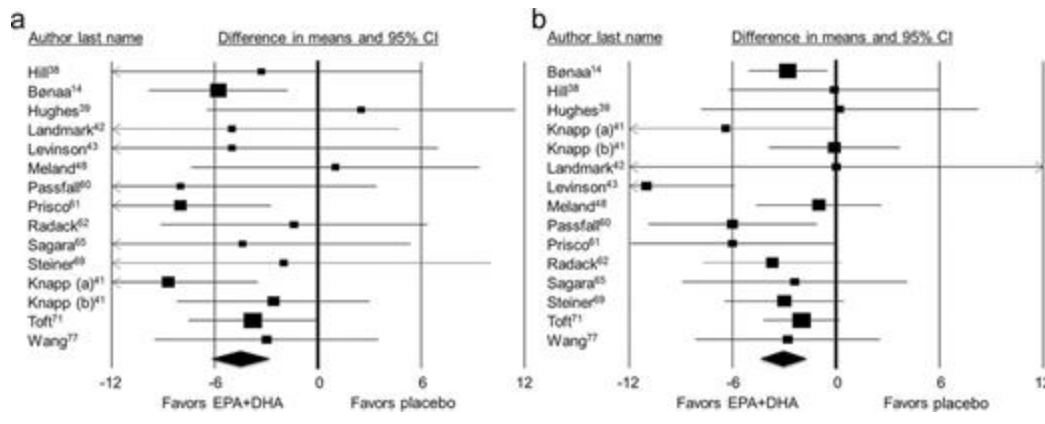 a
Author last name Difference in means and 95% CI
Hill38
Bønaa14
Hughes39
Landmark42
Levinson43
Meland48
Passfall60
Prisco61
Radack62
Sagara65
Steiner69
Knapp (a)41
Knapp (b)41
Toft71
Wang77
-12 -6 0 6 12
Favors EPA+DHA Favors placebo
b
Author last name Difference in means and 95% CI
Bønaa14
Hill38
Hughes39
Knapp (a)41
Knapp (b)41
Landmark42
Levinson43
Meland48
Passfall60
Prisco61
Radack62
Sagara65
Steiner69
Toft71
Wang77
-12 -6 0 6 12
Favors EPA+DHA Favors placebo